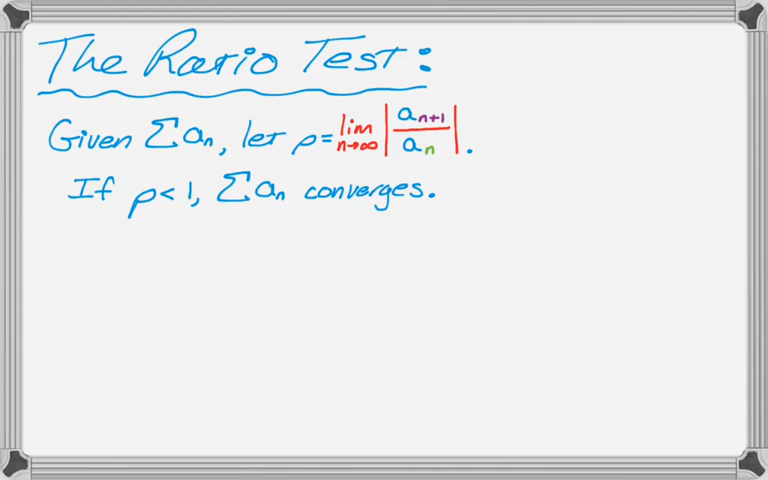 The Ratio Test:
Given Σaₙ, let ρ = lim n→∞ |aₙ₊₁ / aₙ|.
If ρ < 1, Σaₙ converges.